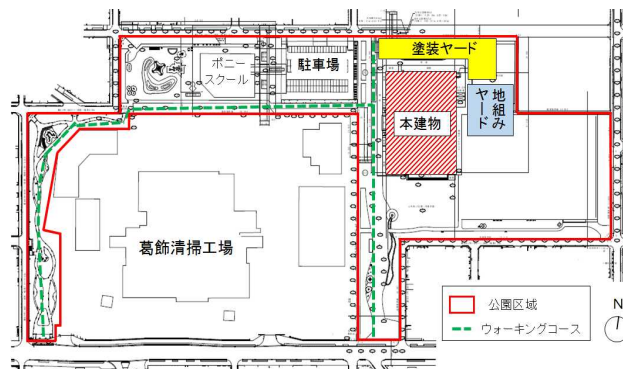 塗装ヤード
ポニー
スクール
駐車場
地組み
ヤード
本建物
葛飾清掃工場
公園区域
ウォーキングコース
N